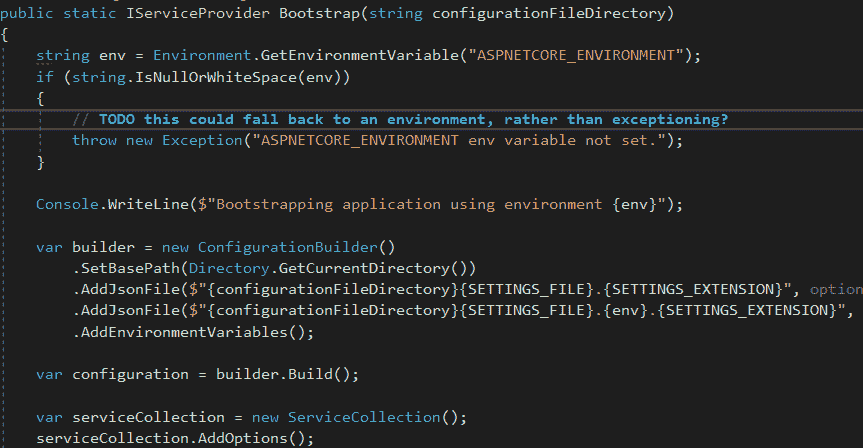 public static IServiceProvider Bootstrap(string configurationFileDirectory)
{
    string env = Environment.GetEnvironmentVariable("ASPNETCORE_ENVIRONMENT");
    if (string.IsNullOrWhiteSpace(env))
    {
        // TODO this could fall back to an environment, rather than exceptioning?
        throw new Exception("ASPNETCORE_ENVIRONMENT env variable not set.");
    }

    Console.WriteLine($"Bootstrapping application using environment {env}");

    var builder = new ConfigurationBuilder()
        .SetBasePath(Directory.GetCurrentDirectory())
        .AddJsonFile($"{configurationFileDirectory}{SETTINGS_FILE}.{SETTINGS_EXTENSION}", option
        .AddJsonFile($"{configurationFileDirectory}{SETTINGS_FILE}.{env}.{SETTINGS_EXTENSION}",
        .AddEnvironmentVariables();

    var configuration = builder.Build();

    var serviceCollection = new ServiceCollection();
    serviceCollection.AddOptions();